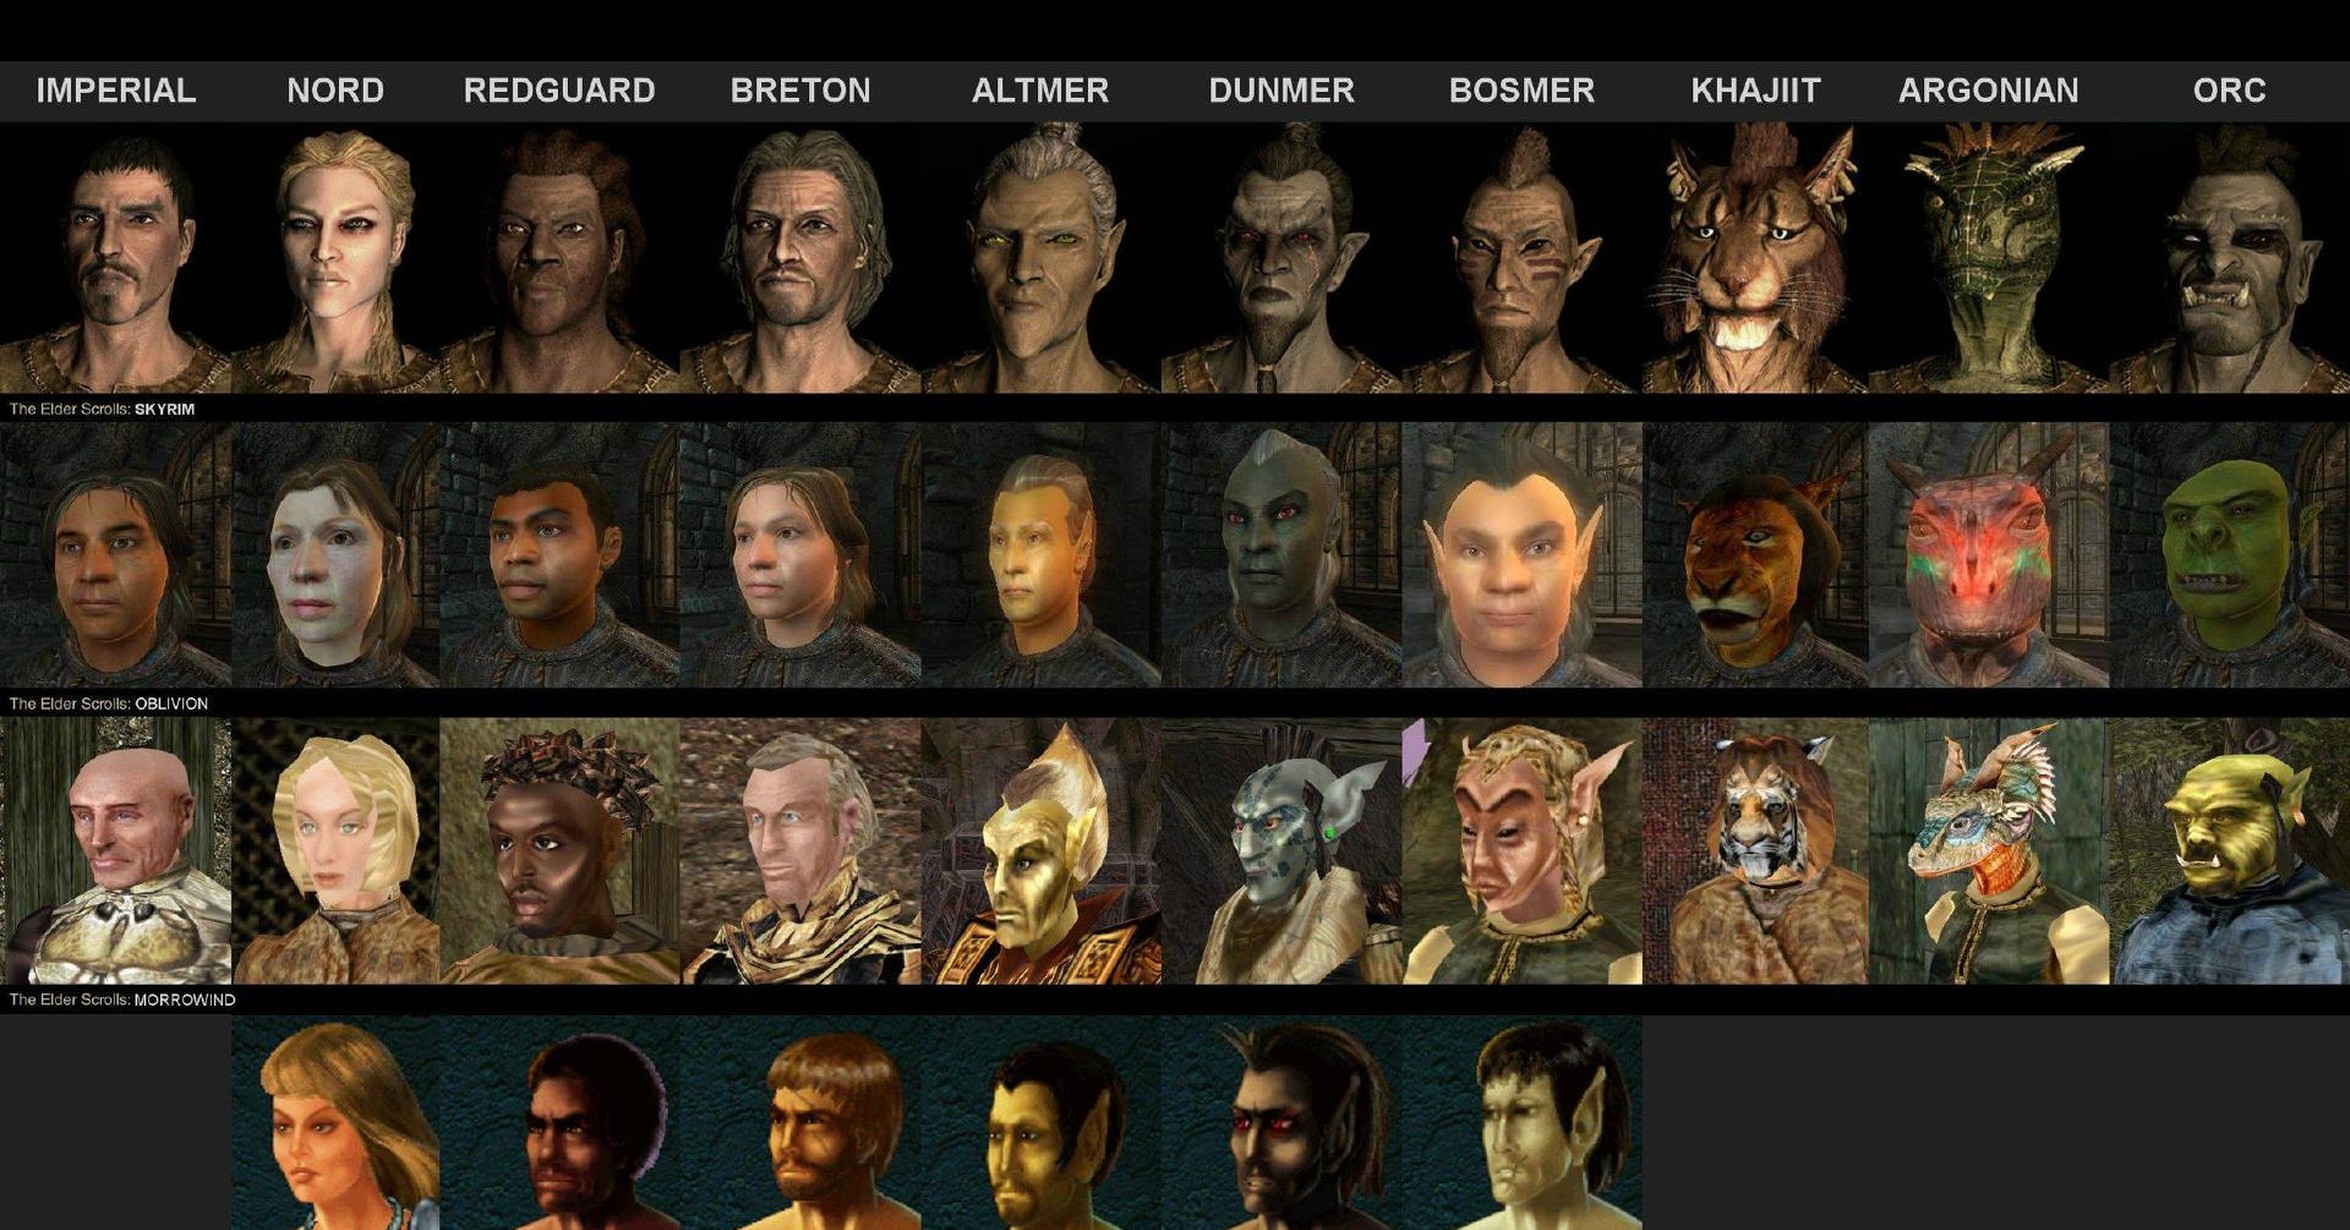 IMPERIAL NORD REDGUARD BRETON ALTMER DUNMER BOSMER KHAJIIT ARGONIAN ORC
The Elder Scrolls: SKYRIM
The Elder Scrolls: OBLIVION
The Elder Scrolls: MORROWIND